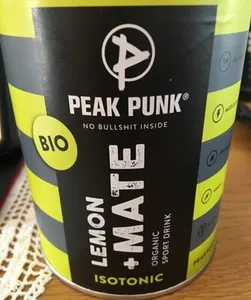 PEAK PUNK®
NO BULLSHIT INSIDE
BIO
LEMON
+MATE
ORGANIC
SPORT DRINK
ISOTONIC